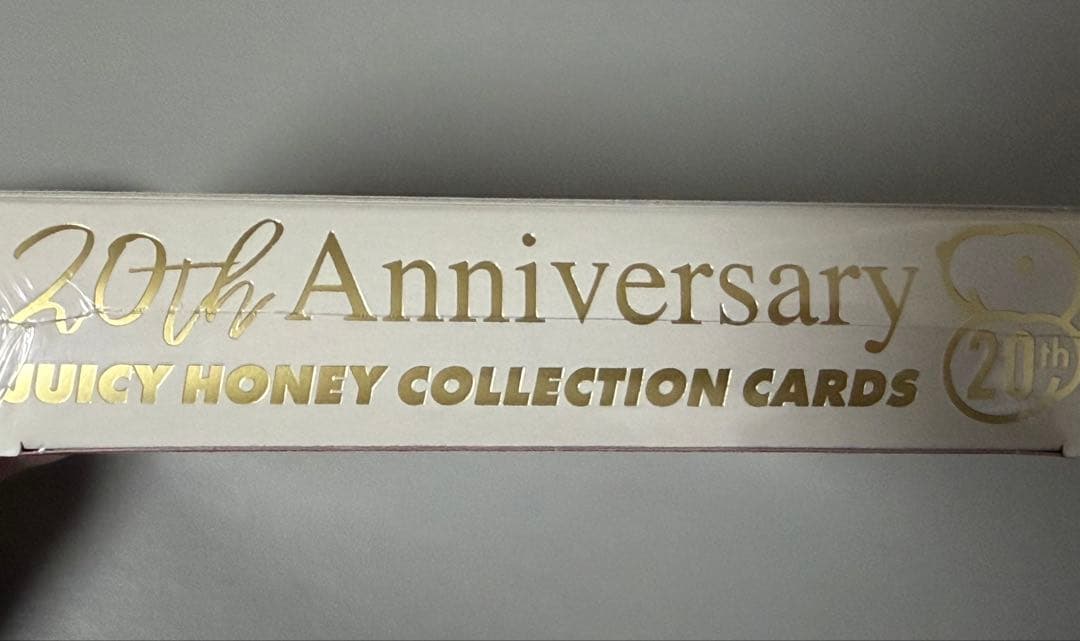 20th Anniversary
JUICY HONEY COLLECTION CARDS
20th